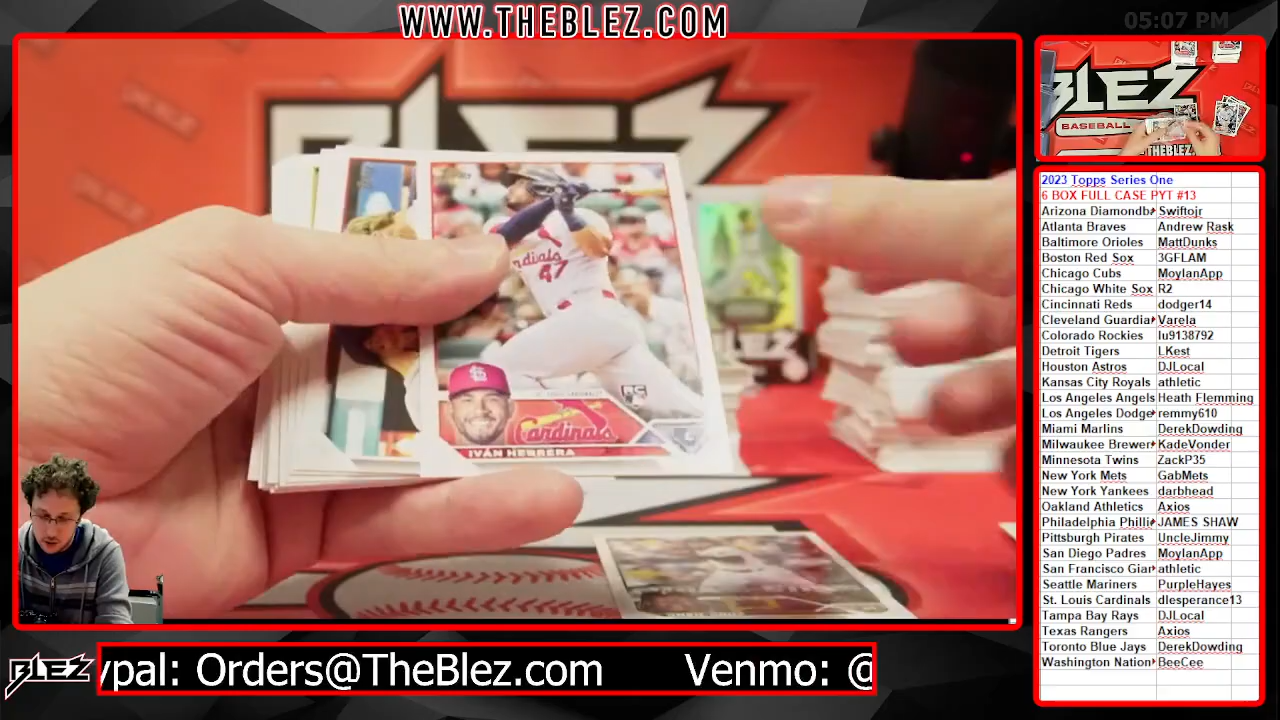 WWW.THEBLEZ.COM
05:07 PM
BLEZ
BASEBALL
THEBLEZ.
BLEZ
Cardinals
47
RC
Cardinals
IVÁN HERRERA
2023 Topps Series One
6 BOX FULL CASE PYT #13
Arizona Diamondba Swiftojr
Atlanta Braves Andrew Rask
Baltimore Orioles MattDunks
Boston Red Sox 3GFLAM
Chicago Cubs MoylanApp
Chicago White Sox R2
Cincinnati Reds dodger14
Cleveland Guardia Varela
Colorado Rockies lu9138792
Detroit Tigers LKest
Houston Astros DJLocal
Kansas City Royals athletic
Los Angeles Angels Heath Flemming
Los Angeles Dodge remmy610
Miami Marlins DerekDowding
Milwaukee Brewer KadeVonder
Minnesota Twins ZackP35
New York Mets GabMets
New York Yankees darbhead
Oakland Athletics Axios
Philadelphia Philli JAMES SHAW
Pittsburgh Pirates UncleJimmy
San Diego Padres MoylanApp
San Francisco Gian athletic
Seattle Mariners PurpleHayes
St. Louis Cardinals dlesperance13
Tampa Bay Rays DJLocal
Texas Rangers Axios
Toronto Blue Jays DerekDowding
Washington Nation BeeCee
BLEZ
ypal: Orders@TheBlez.com Venmo: @